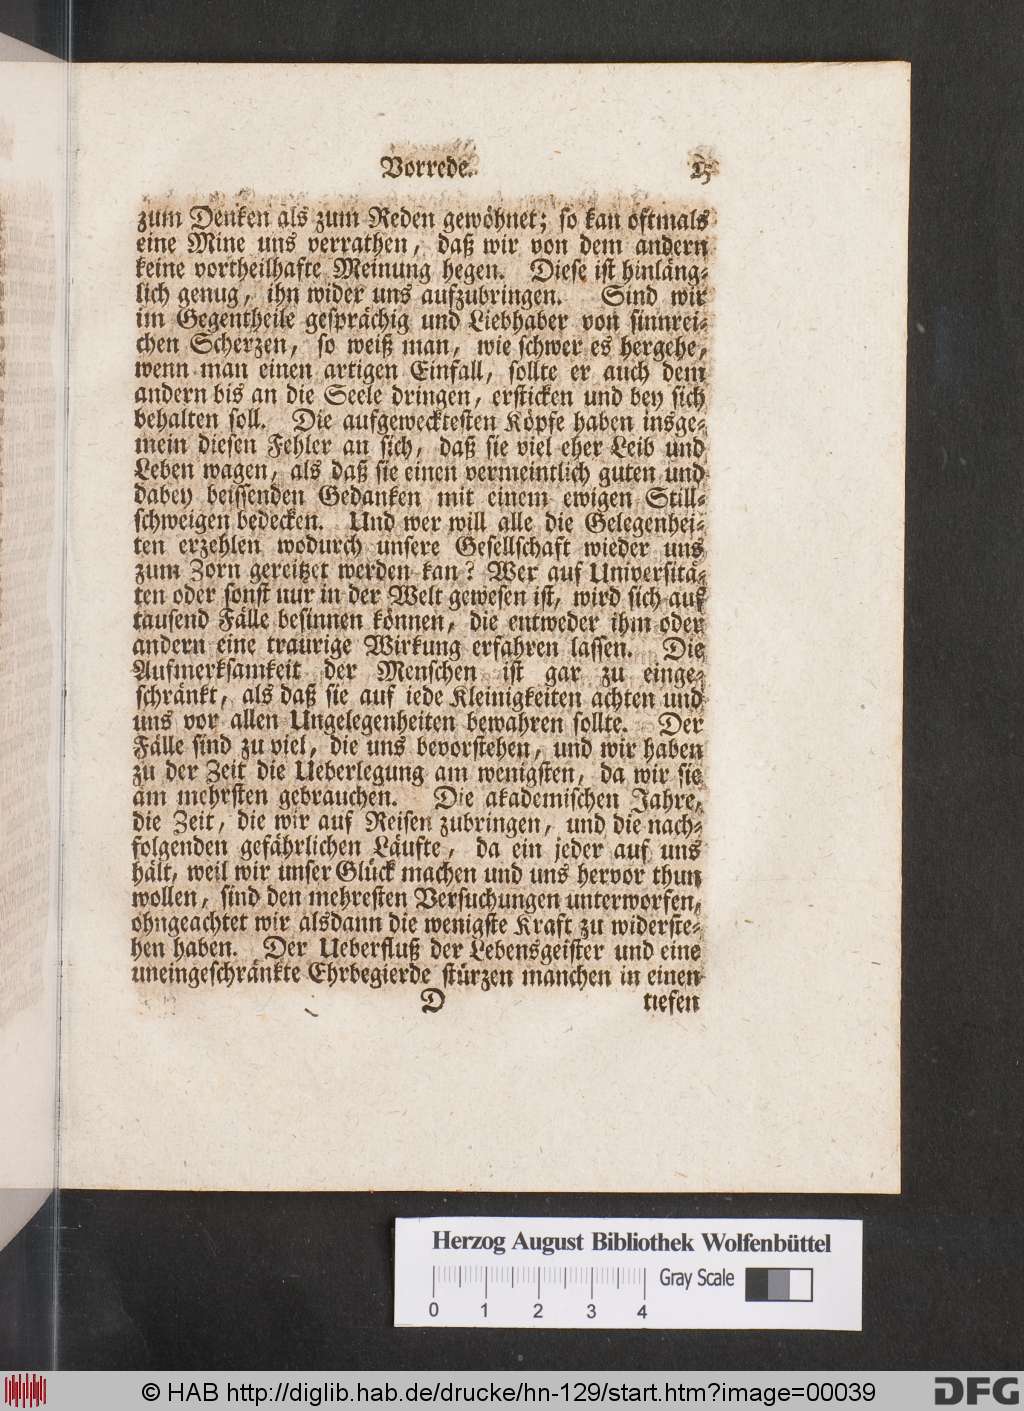 Vorrede. 15
zum Denken als zum Reden gewöhnet; so kan oftmals
eine Mine uns verrathen, daß wir von dem andern
keine vortheilhafte Meinung hegen. Diese ist hinläng-
lich genug, ihn wider uns aufzubringen. Sind wir
im Gegentheile gesprächig und Liebhaber von sinnrei-
chen Scherzen, so weiß man, wie schwer es hergehe,
wenn man einen artigen Einfall, sollte er auch dem
andern bis an die Seele dringen, ersticken und bey sich
behalten soll. Die aufgewecktesten Köpfe haben insge-
mein diesen Fehler an sich, daß sie viel eher Leib und
Leben wagen, als daß sie einen vermeintlich guten und
dabey beissenden Gedanken mit einem ewigen Still-
schweigen bedecken. Und wer will alle die Gelegenhei-
ten erzehlen wodurch unsere Gesellschaft wieder uns
zum Zorn gereitzet werden kan? Wer auf Universitä-
ten oder sonst nur in der Welt gewesen ist, wird sich auf
tausend Fälle besinnen können, die entweder ihm oder
andern eine traurige Wirkung erfahren lassen. Die
Aufmerksamkeit der Menschen ist gar zu einge-
schränkt, als daß sie auf iede Kleinigkeiten achten und
uns vor allen Ungelegenheiten bewahren sollte. Der
Fälle sind zu viel, die uns bevorstehen, und wir haben
zu der Zeit die Ueberlegung am wenigsten, da wir sie
am mehrsten gebrauchen. Die akademischen Jahre,
die Zeit, die wir auf Reisen zubringen, und die nach-
folgenden gefährlichen Läufte, da ein jeder auf uns
hält, weil wir unser Glück machen und uns hervor thun
wollen, sind den mehresten Versuchungen unterworfen,
ohngeachtet wir alsdann die wenigste Kraft zu widerste-
hen haben. Der Ueberfluß der Lebensgeister und eine
uneingeschränkte Ehrbegierde stürzen manchen in einen
D tiefen
Herzog August Bibliothek Wolfenbüttel
Gray Scale
0 1 2 3 4
© HAB http://diglib.hab.de/drucke/hn-129/start.htm?image=00039
DFG